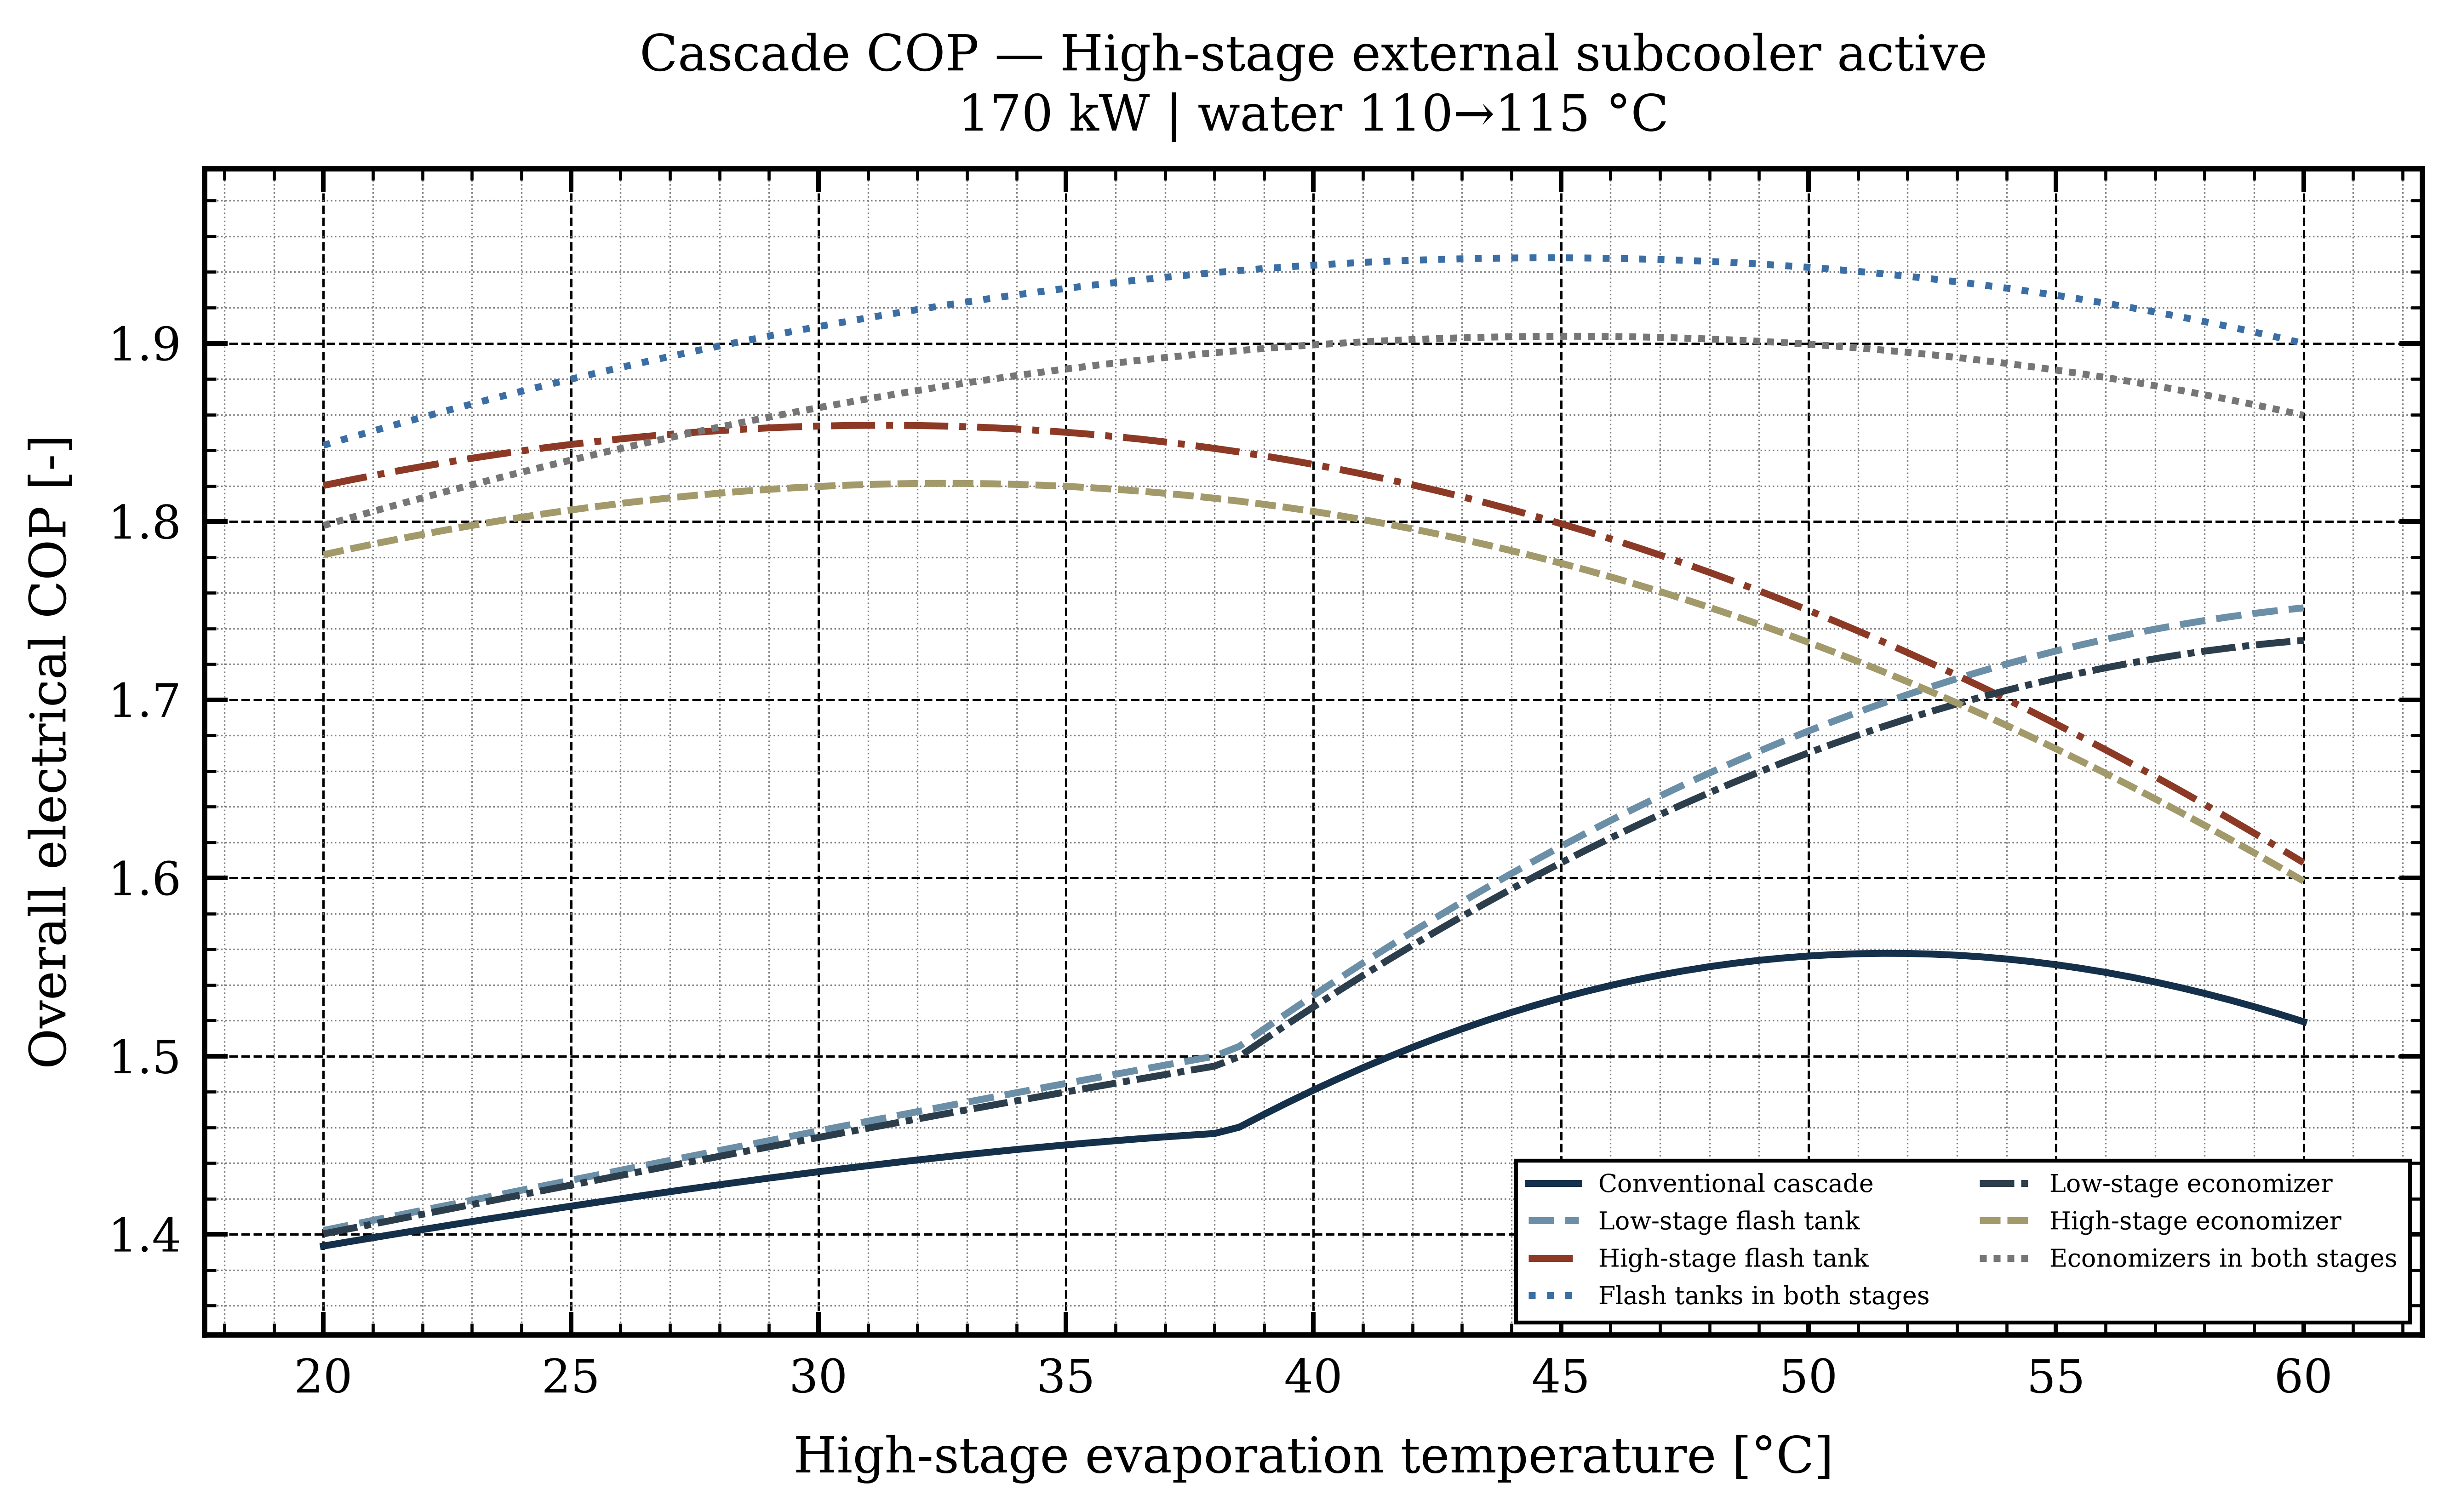 Cascade COP — High-stage external subcooler active
170 kW | water 110→115 °C
Overall electrical COP [-]
1.9
1.8
1.7
1.6
1.5
1.4
Conventional cascade
Low-stage flash tank
High-stage flash tank
Flash tanks in both stages
Low-stage economizer
High-stage economizer
Economizers in both stages
20 25 30 35 40 45 50 55 60
High-stage evaporation temperature [°C]